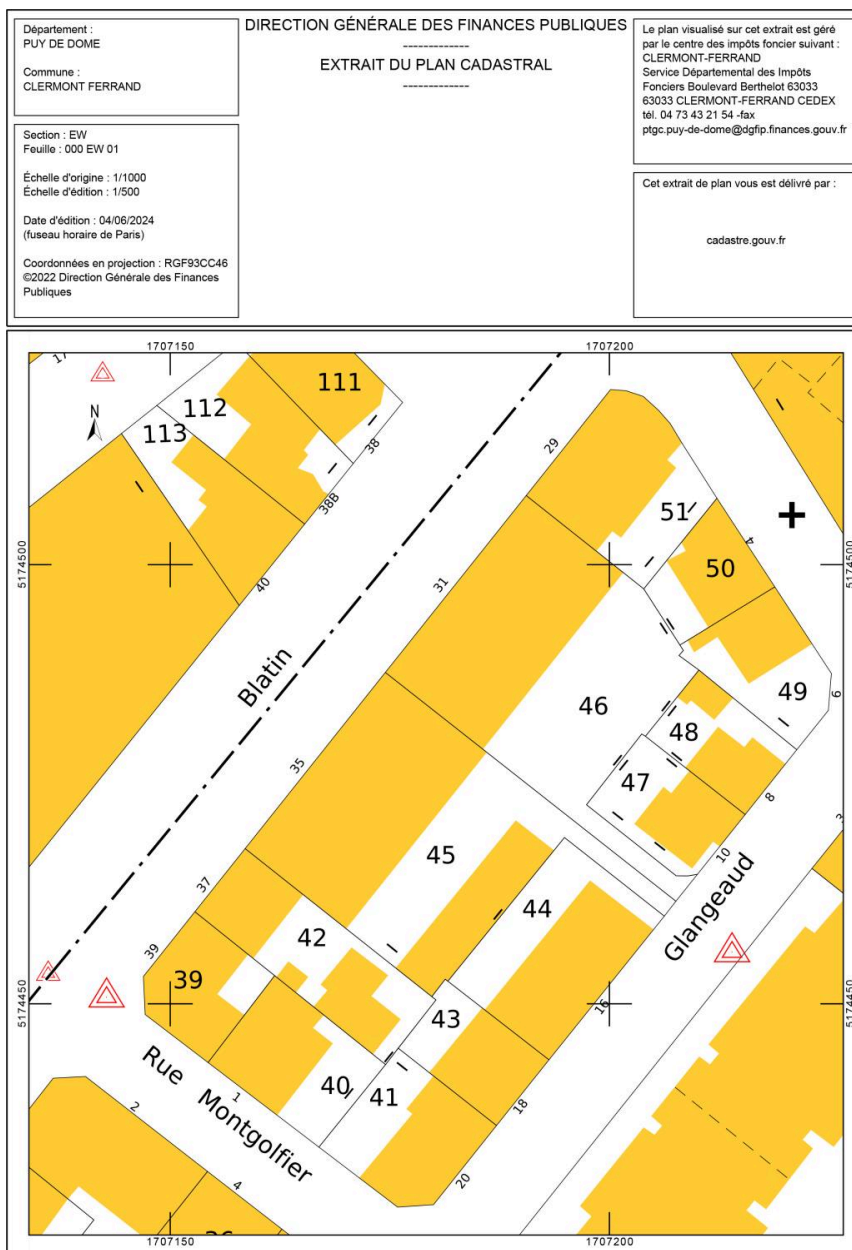 Département :
PUY DE DOME
Commune :
CLERMONT FERRAND
Section : EW
Feuille : 000 EW 01
Échelle d'origine : 1/1000
Échelle d'édition : 1/500
Date d'édition : 04/06/2024
(fuseau horaire de Paris)
Coordonnées en projection : RGF93CC46
©2022 Direction Générale des Finances
Publiques
DIRECTION GÉNÉRALE DES FINANCES PUBLIQUES
-------------
EXTRAIT DU PLAN CADASTRAL
-------------
Le plan visualisé sur cet extrait est géré
par le centre des impôts foncier suivant :
CLERMONT-FERRAND
Service Départemental des Impôts
Fonciers Boulevard Berthelot 63033
63033 CLERMONT-FERRAND CEDEX
tél. 04 73 43 21 54 -fax
ptgc.puy-de-dome@dgfip.finances.gouv.fr
Cet extrait de plan vous est délivré par :
cadastre.gouv.fr
1707150
1707200
17
N
111
112
113
38
38B
40
29
51
4
50
5174500
5174500
31
Blatin
46
49
6
48
47
35
8
10
3
45
44
37
Glangeaud
42
39
39
43
16
5174450
5174450
Rue Montgolfier
1
40
41
18
20
2
4
1707150
1707200